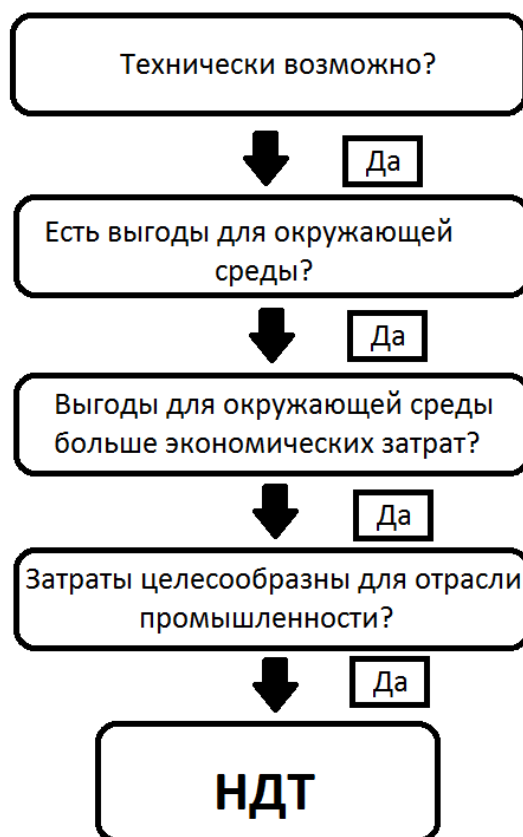 Технически возможно?
Да
Есть выгоды для окружающей
среды?
Да
Выгоды для окружающей среды
больше экономических затрат?
Да
Затраты целесообразны для отрасли
промышленности?
Да
НДТ